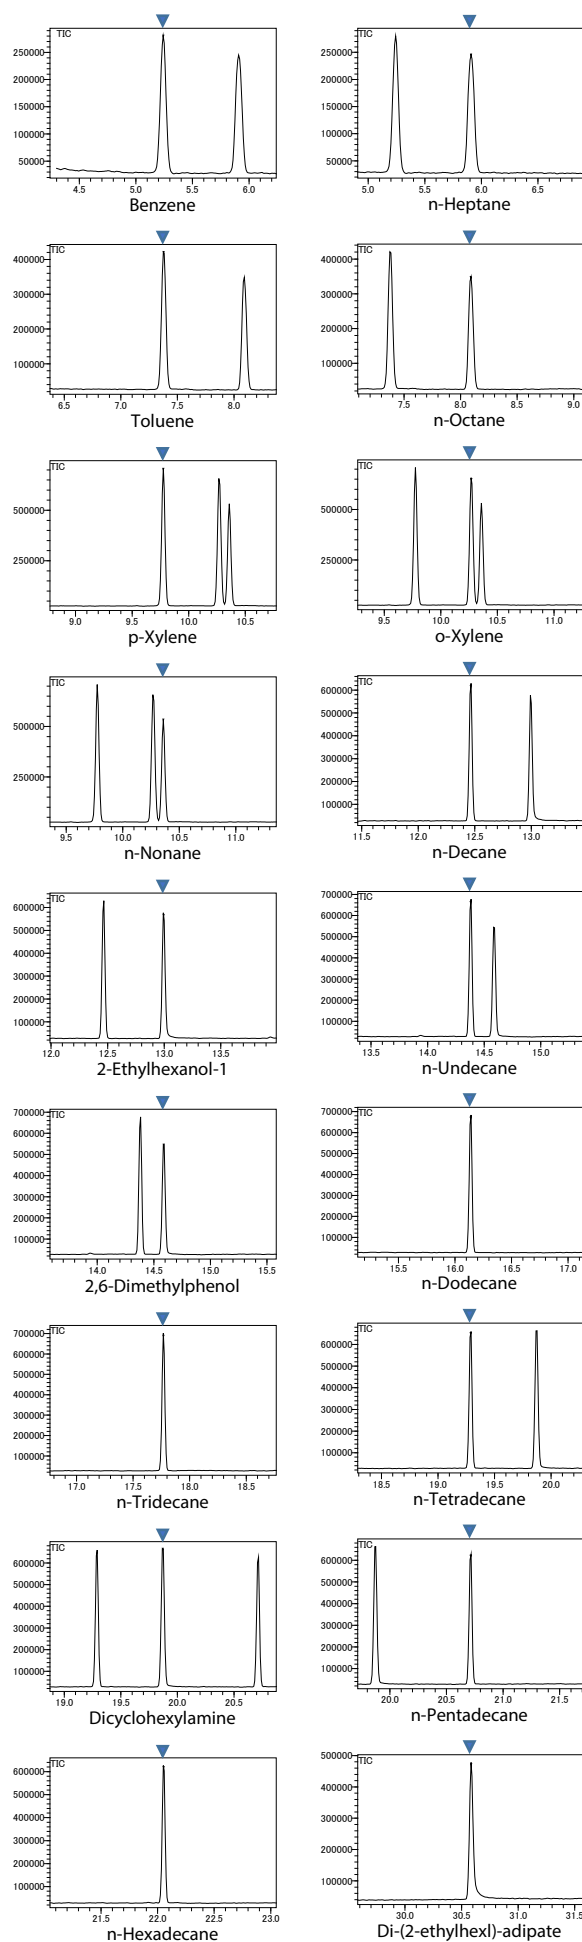 TIC
250000
200000
150000
100000
50000
4.5 5.0 5.5 6.0
Benzene
TIC
250000
200000
150000
100000
50000
5.0 5.5 6.0 6.5
n-Heptane
TIC
400000
300000
200000
100000
6.5 7.0 7.5 8.0
Toluene
TIC
400000
300000
200000
100000
7.5 8.0 8.5 9.0
n-Octane
TIC
500000
250000
9.0 9.5 10.0 10.5
p-Xylene
TIC
500000
250000
9.5 10.0 10.5 11.0
o-Xylene
TIC
500000
250000
9.5 10.0 10.5 11.0
n-Nonane
TIC
600000
500000
400000
300000
200000
100000
11.5 12.0 12.5 13.0
n-Decane
TIC
600000
500000
400000
300000
200000
100000
12.0 12.5 13.0 13.5
2-Ethylhexanol-1
TIC
700000
600000
500000
400000
300000
200000
100000
13.5 14.0 14.5 15.0
n-Undecane
TIC
700000
600000
500000
400000
300000
200000
100000
14.0 14.5 15.0 15.5
2,6-Dimethylphenol
TIC
700000
600000
500000
400000
300000
200000
100000
15.5 16.0 16.5 17.0
n-Dodecane
TIC
700000
600000
500000
400000
300000
200000
100000
17.0 17.5 18.0 18.5
n-Tridecane
TIC
600000
500000
400000
300000
200000
100000
18.5 19.0 19.5 20.0
n-Tetradecane
TIC
600000
500000
400000
300000
200000
100000
19.0 19.5 20.0 20.5
Dicyclohexylamine
TIC
600000
500000
400000
300000
200000
100000
20.0 20.5 21.0 21.5
n-Pentadecane
TIC
600000
500000
400000
300000
200000
100000
21.5 22.0 22.5 23.0
n-Hexadecane
TIC
500000
400000
300000
200000
100000
30.0 30.5 31.0 31.5
Di-(2-ethylhexl)-adipate